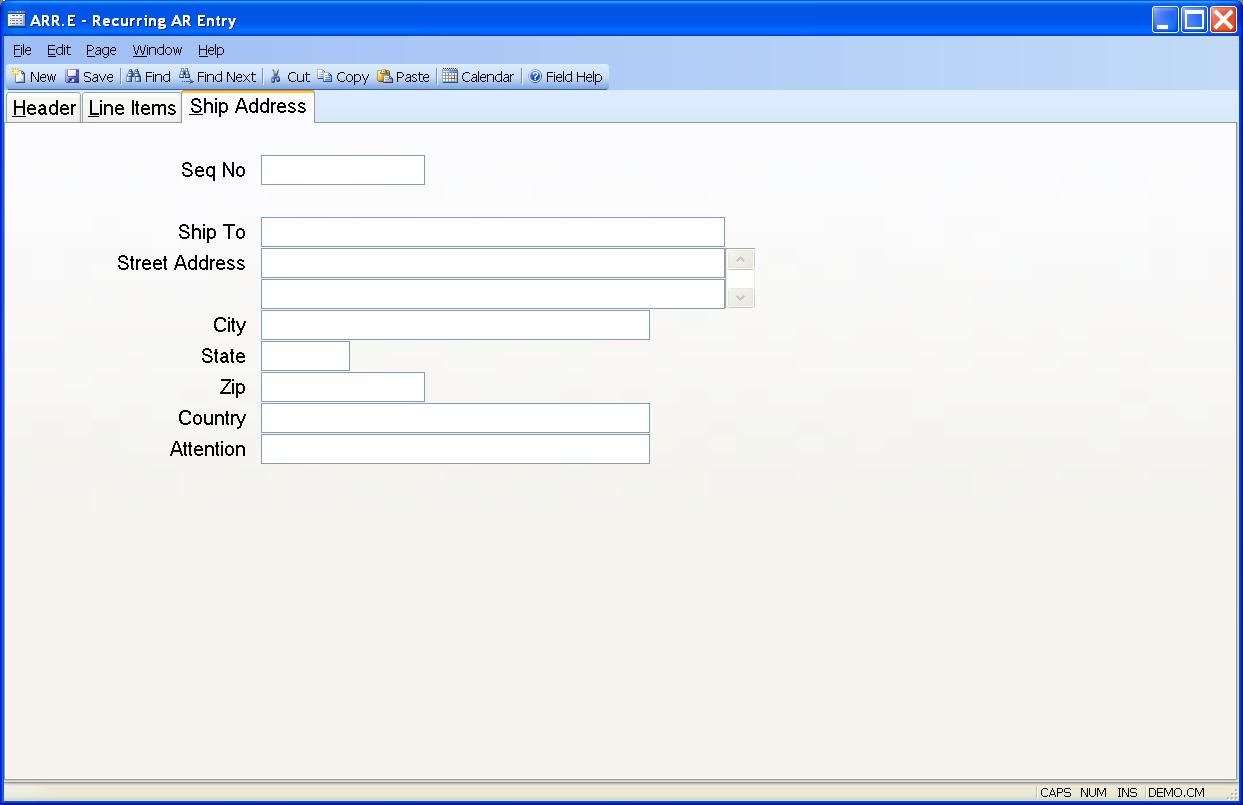 ARR.E - Recurring AR Entry
File Edit Page Window Help
New Save Find Find Next Cut Copy Paste Calendar Field Help
Header Line Items Ship Address
Seq No
Ship To
Street Address
City
State
Zip
Country
Attention
CAPS NUM INS DEMO.CM